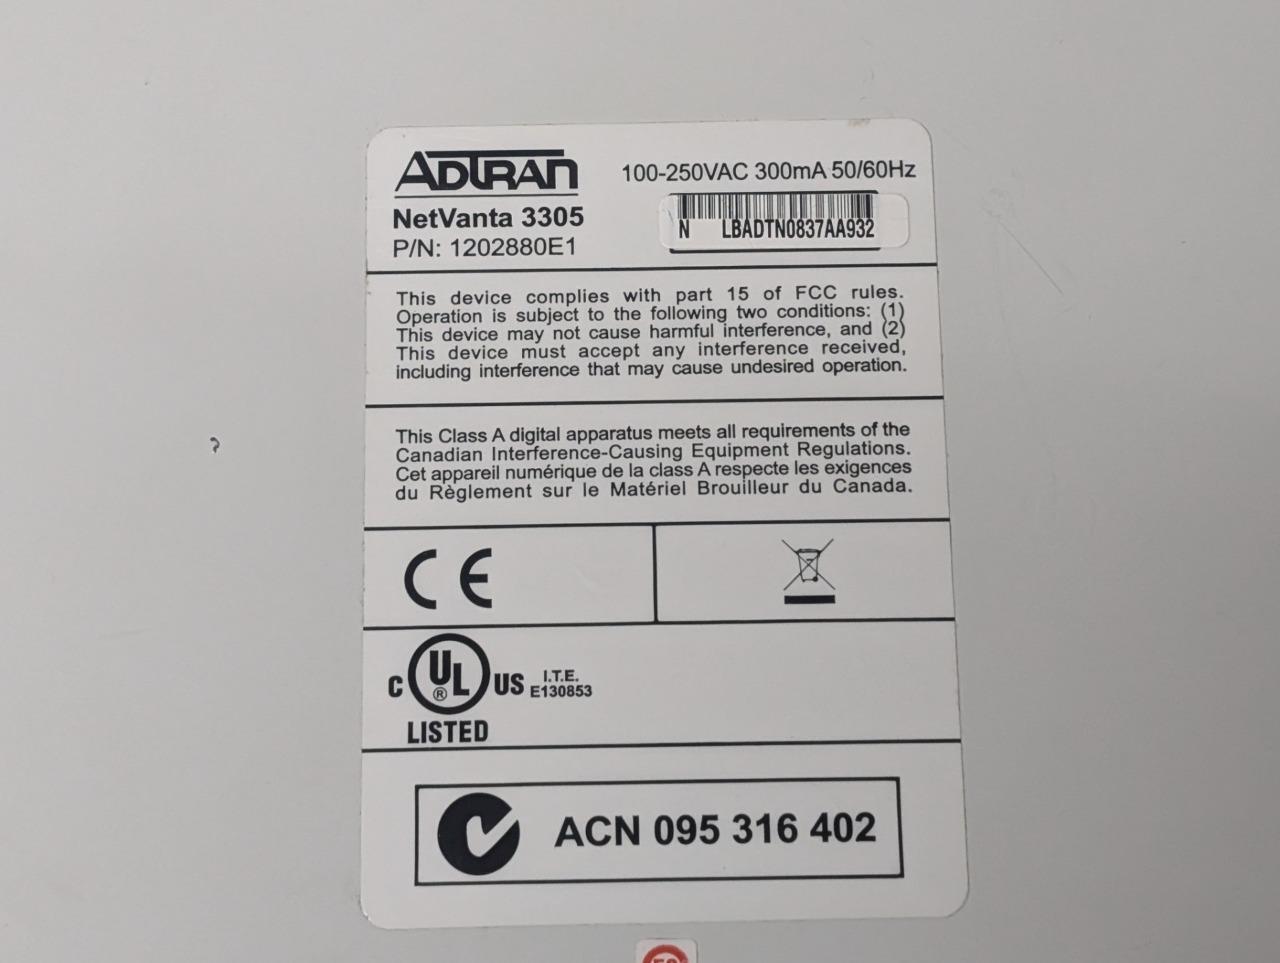 ADTRAN
100-250VAC 300mA 50/60Hz
NetVanta 3305
N LBADTN0837AA932
P/N: 1202880E1
This device complies with part 15 of FCC rules.
Operation is subject to the following two conditions: (1)
This device may not cause harmful interference, and (2)
This device must accept any interference received,
including interference that may cause undesired operation.
This Class A digital apparatus meets all requirements of the
Canadian Interference-Causing Equipment Regulations.
Cet appareil numérique de la class A respecte les exigences
du Règlement sur le Matériel Brouilleur du Canada.
CE
C UL® US I.T.E.
E130853
LISTED
ACN 095 316 402